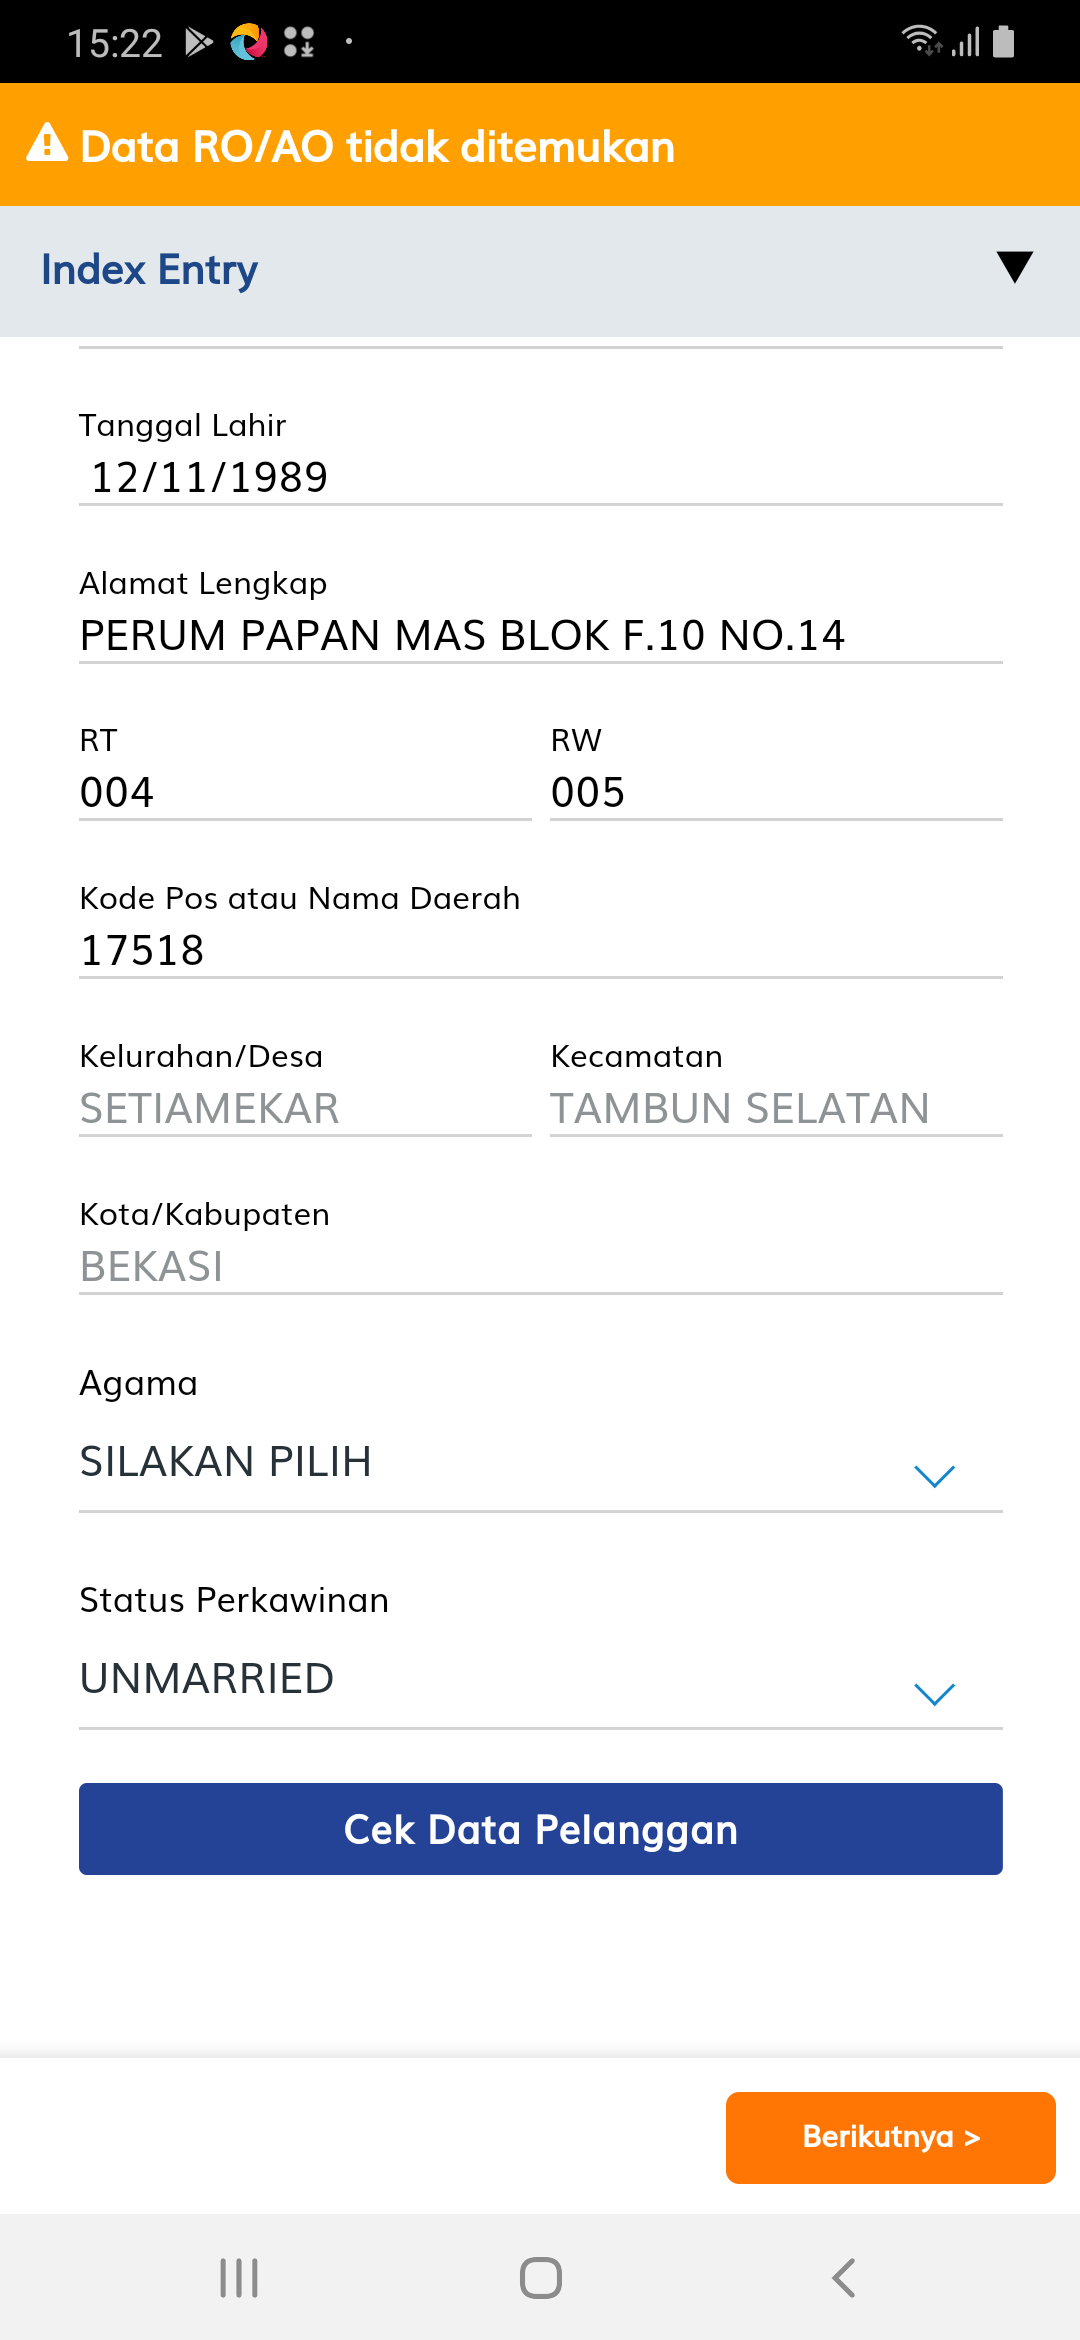 15:22
Data RO/AO tidak ditemukan
Index Entry
Tanggal Lahir
12/11/1989
Alamat Lengkap
PERUM PAPAN MAS BLOK F.10 NO.14
RT RW
004 005
Kode Pos atau Nama Daerah
17518
Kelurahan/Desa Kecamatan
SETIAMEKAR TAMBUN SELATAN
Kota/Kabupaten
BEKASI
Agama
SILAKAN PILIH
Status Perkawinan
UNMARRIED
Cek Data Pelanggan
Berikutnya >